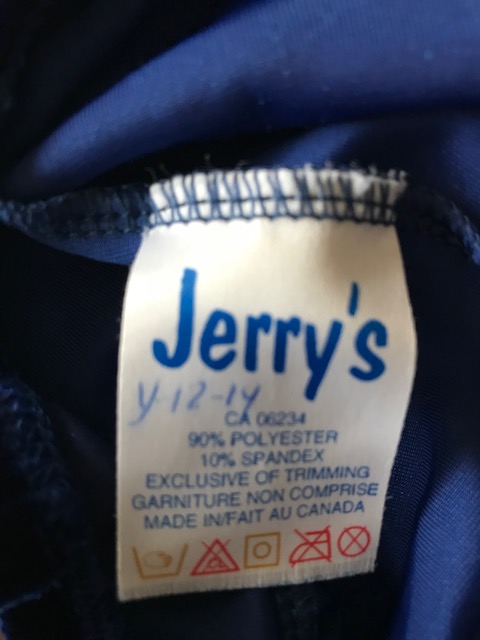 Jerry's
Y-12-14
CA 06234
90% POLYESTER
10% SPANDEX
EXCLUSIVE OF TRIMMING
GARNITURE NON COMPRISE
MADE IN/FAIT AU CANADA